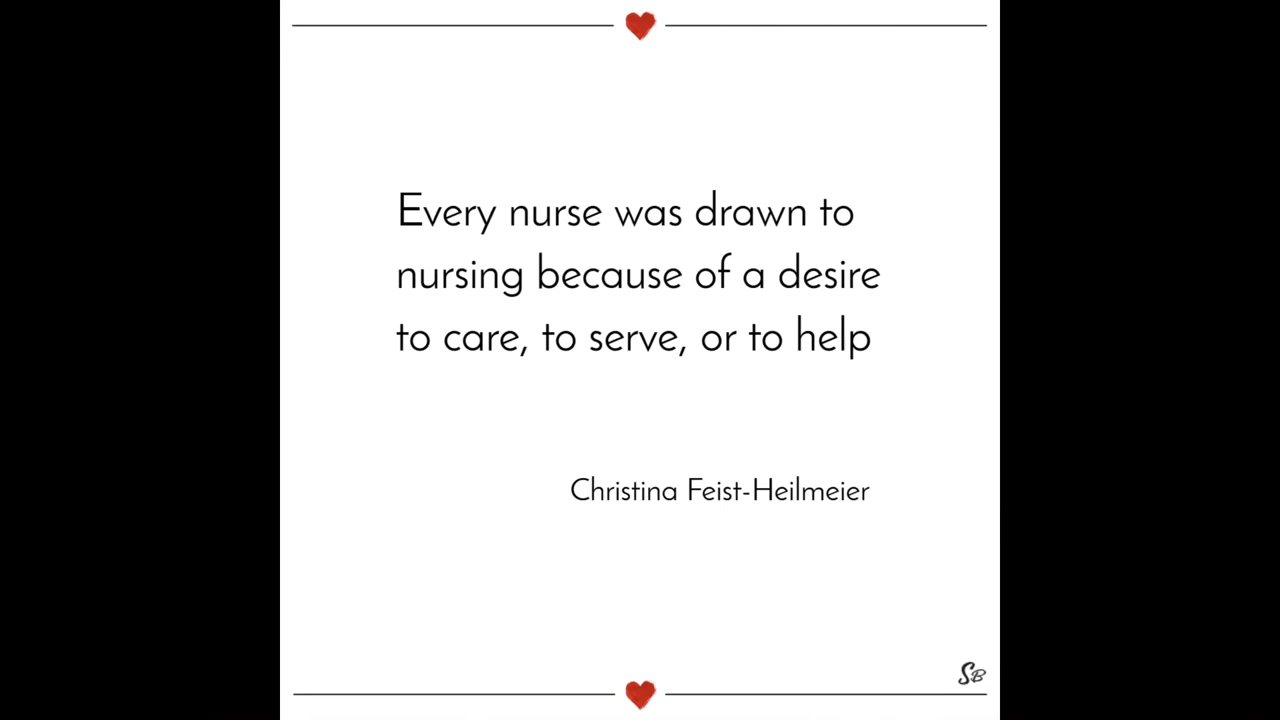 Every nurse was drawn to
nursing because of a desire
to care, to serve, or to help
Christina Feist-Heilmeier
SB